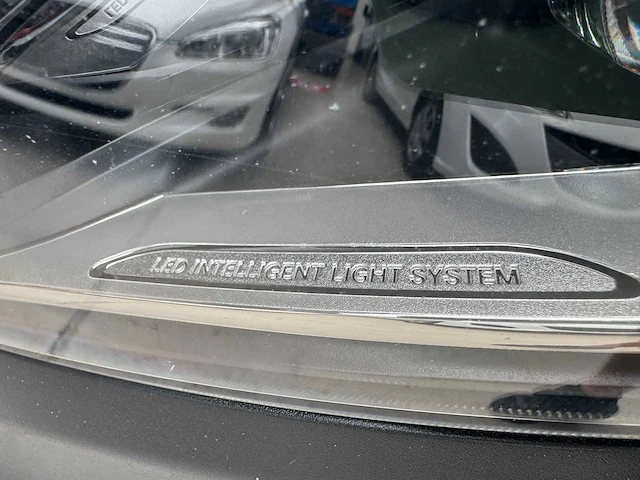 LED INTELLIGENT LIGHT SYSTEM